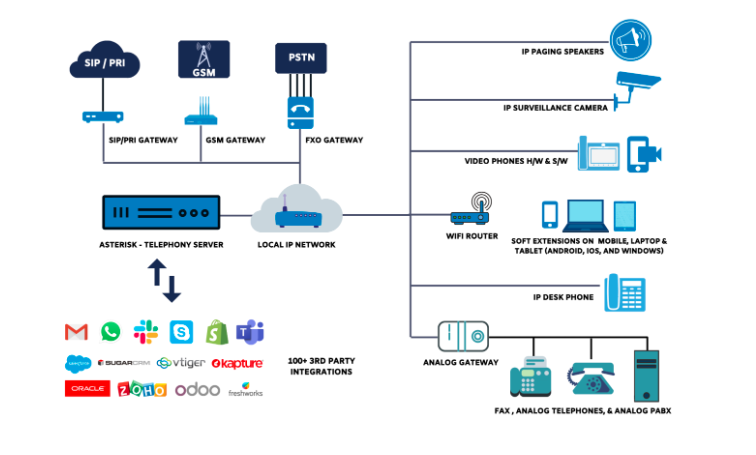 SIP / PRI
GSM
PSTN
SIP/PRI GATEWAY
GSM GATEWAY
FXO GATEWAY
IP PAGING SPEAKERS
IP SURVEILLANCE CAMERA
VIDEO PHONES H/W & S/W
WIFI ROUTER
SOFT EXTENSIONS ON MOBILE, LAPTOP &
TABLET (ANDROID, IOS, AND WINDOWS)
ASTERISK - TELEPHONY SERVER
LOCAL IP NETWORK
IP DESK PHONE
ANALOG GATEWAY
FAX , ANALOG TELEPHONES, & ANALOG PABX
SUGARCRM
vtiger
kapture
100+ 3RD PARTY
INTEGRATIONS
ORACLE
ZOHO
odoo
freshworks